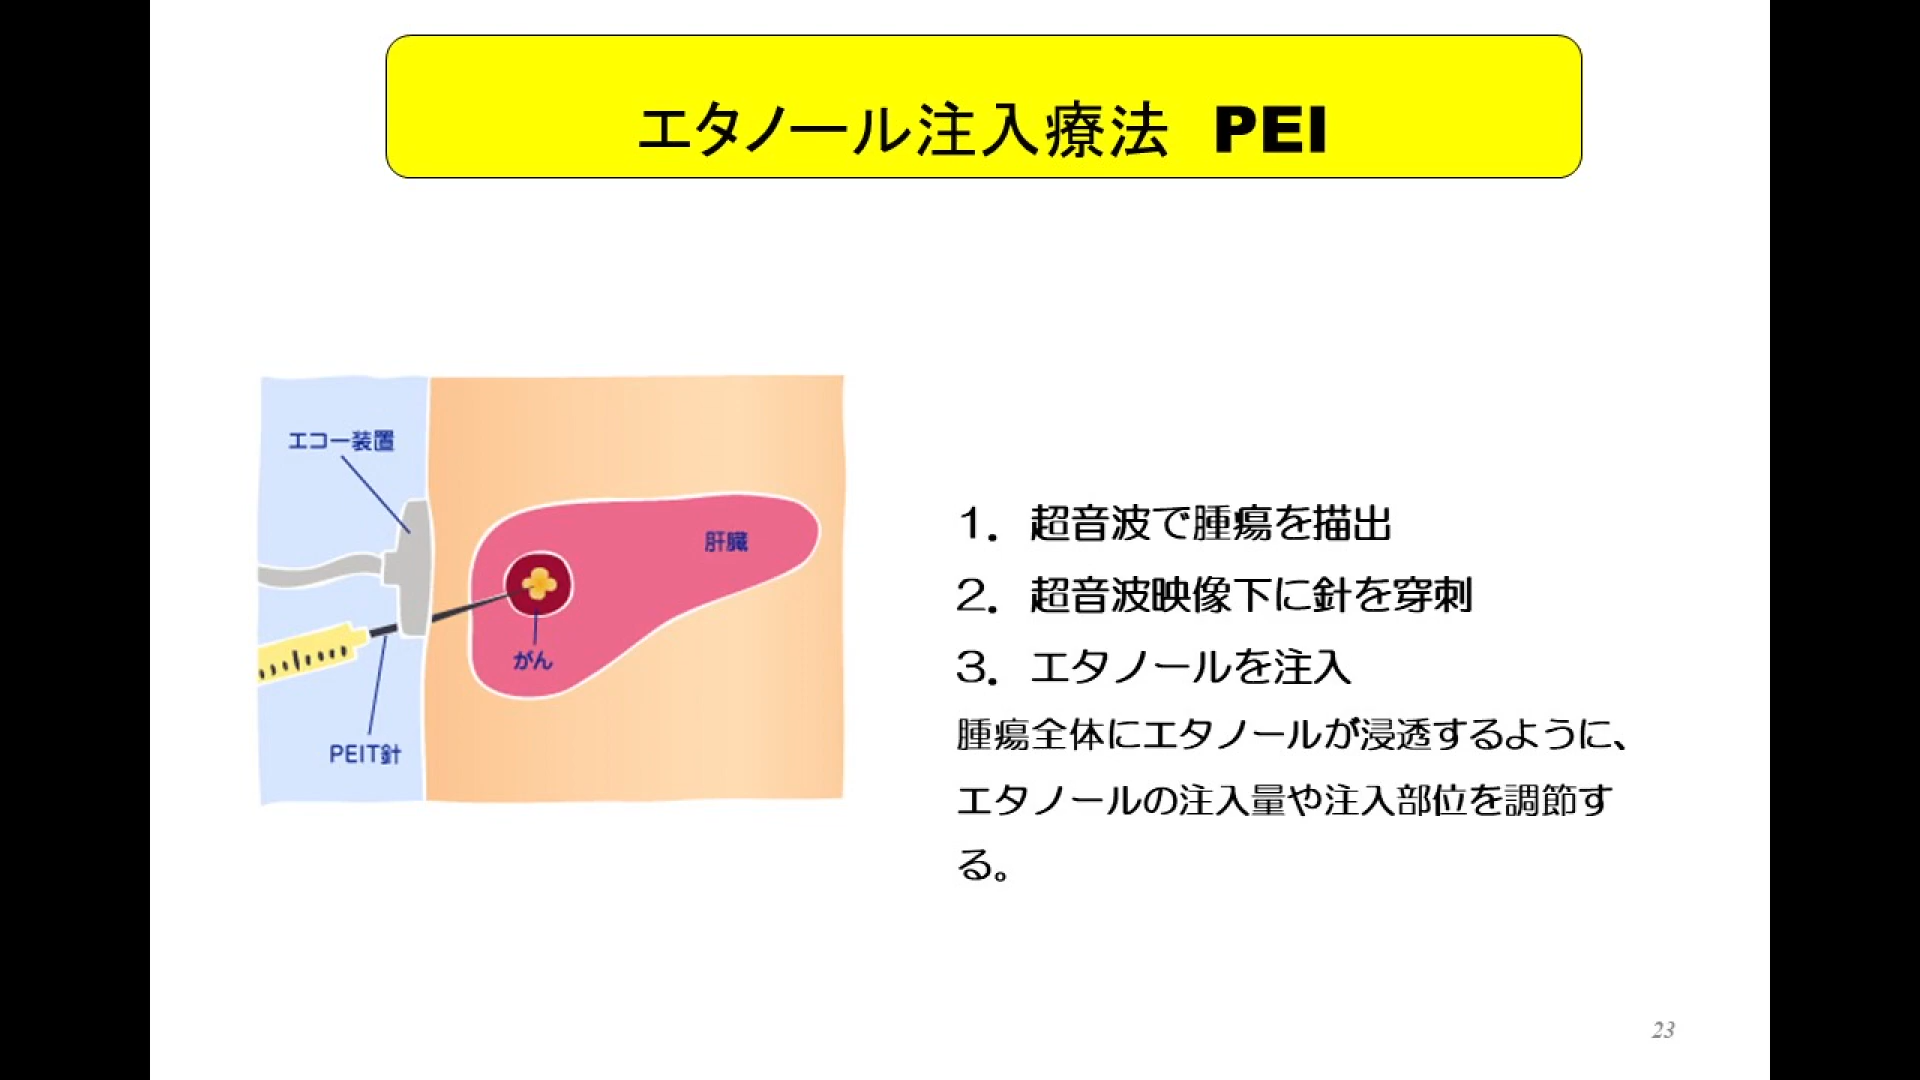 エタノール注入療法　PEI
エコー装置
肝臓
がん
PEIT針
1．超音波で腫瘍を描出
2．超音波映像下に針を穿刺
3．エタノールを注入
腫瘍全体にエタノールが浸透するように、
エタノールの注入量や注入部位を調節す
る。
23